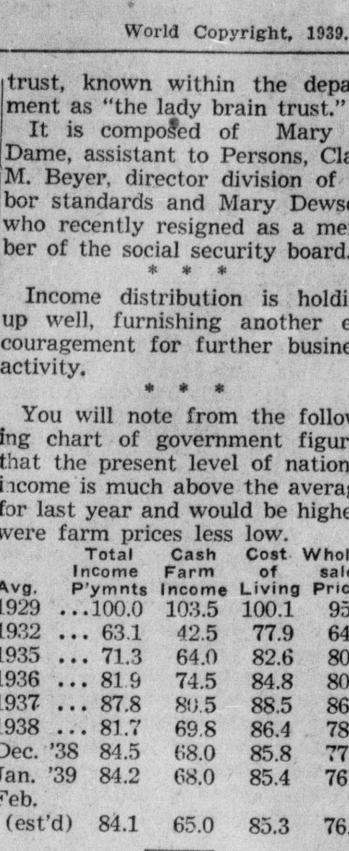 World Copyright, 1939.
trust, known within the depa
ment as "the lady brain trust."
It is composed of Mary
Dame, assistant to Persons, Cla
M. Beyer, director division of
bor standards and Mary Dews
who recently resigned as a me
ber of the social security board.
* * *
Income distribution is holdi
up well, furnishing another e
couragement for further busine
activity.
* * *
You will note from the follow
ing chart of government figur
that the present level of nation
income is much above the averag
for last year and would be highe
were farm prices less low.
Total Cash Cost Whol
Income Farm of sal
Avg. P'ymnts Income Living Pric
1929 ...100.0 103.5 100.1 95
1932 ... 63.1 42.5 77.9 64
1935 ... 71.3 64.0 82.6 80
1936 ... 81.9 74.5 84.8 80
1937 ... 87.8 80.5 88.5 86
1938 ... 81.7 69.8 86.4 78
Dec. '38 84.5 68.0 85.8 77
Jan. '39 84.2 68.0 85.4 76
Feb.
(est'd) 84.1 65.0 85.3 76.